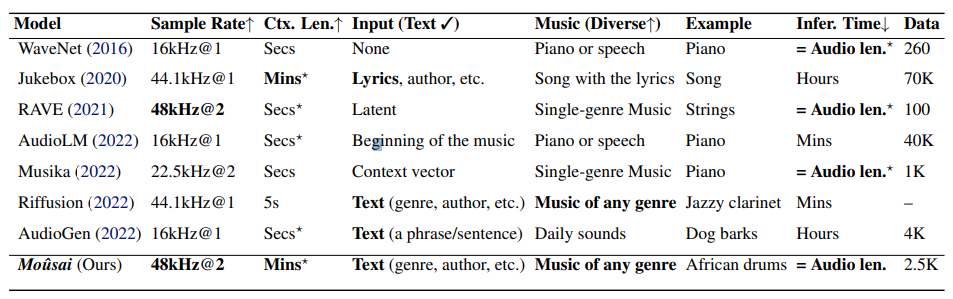 Model Sample Rate↑ Ctx. Len.↑ Input (Text ✓) Music (Diverse↑) Example Infer. Time↓ Data
WaveNet (2016) 16kHz@1 Secs None Piano or speech Piano = Audio len.* 260
Jukebox (2020) 44.1kHz@1 Mins* Lyrics, author, etc. Song with the lyrics Song Hours 70K
RAVE (2021) 48kHz@2 Secs* Latent Single-genre Music Strings = Audio len.* 100
AudioLM (2022) 16kHz@1 Secs* Beginning of the music Piano or speech Piano Mins 40K
Musika (2022) 22.5kHz@2 Secs Context vector Single-genre Music Piano = Audio len.* 1K
Riffusion (2022) 44.1kHz@1 5s Text (genre, author, etc.) Music of any genre Jazzy clarinet Mins –
AudioGen (2022) 16kHz@1 Secs* Text (a phrase/sentence) Daily sounds Dog barks Hours 4K
Moûsai (Ours) 48kHz@2 Mins* Text (genre, author, etc.) Music of any genre African drums = Audio len. 2.5K